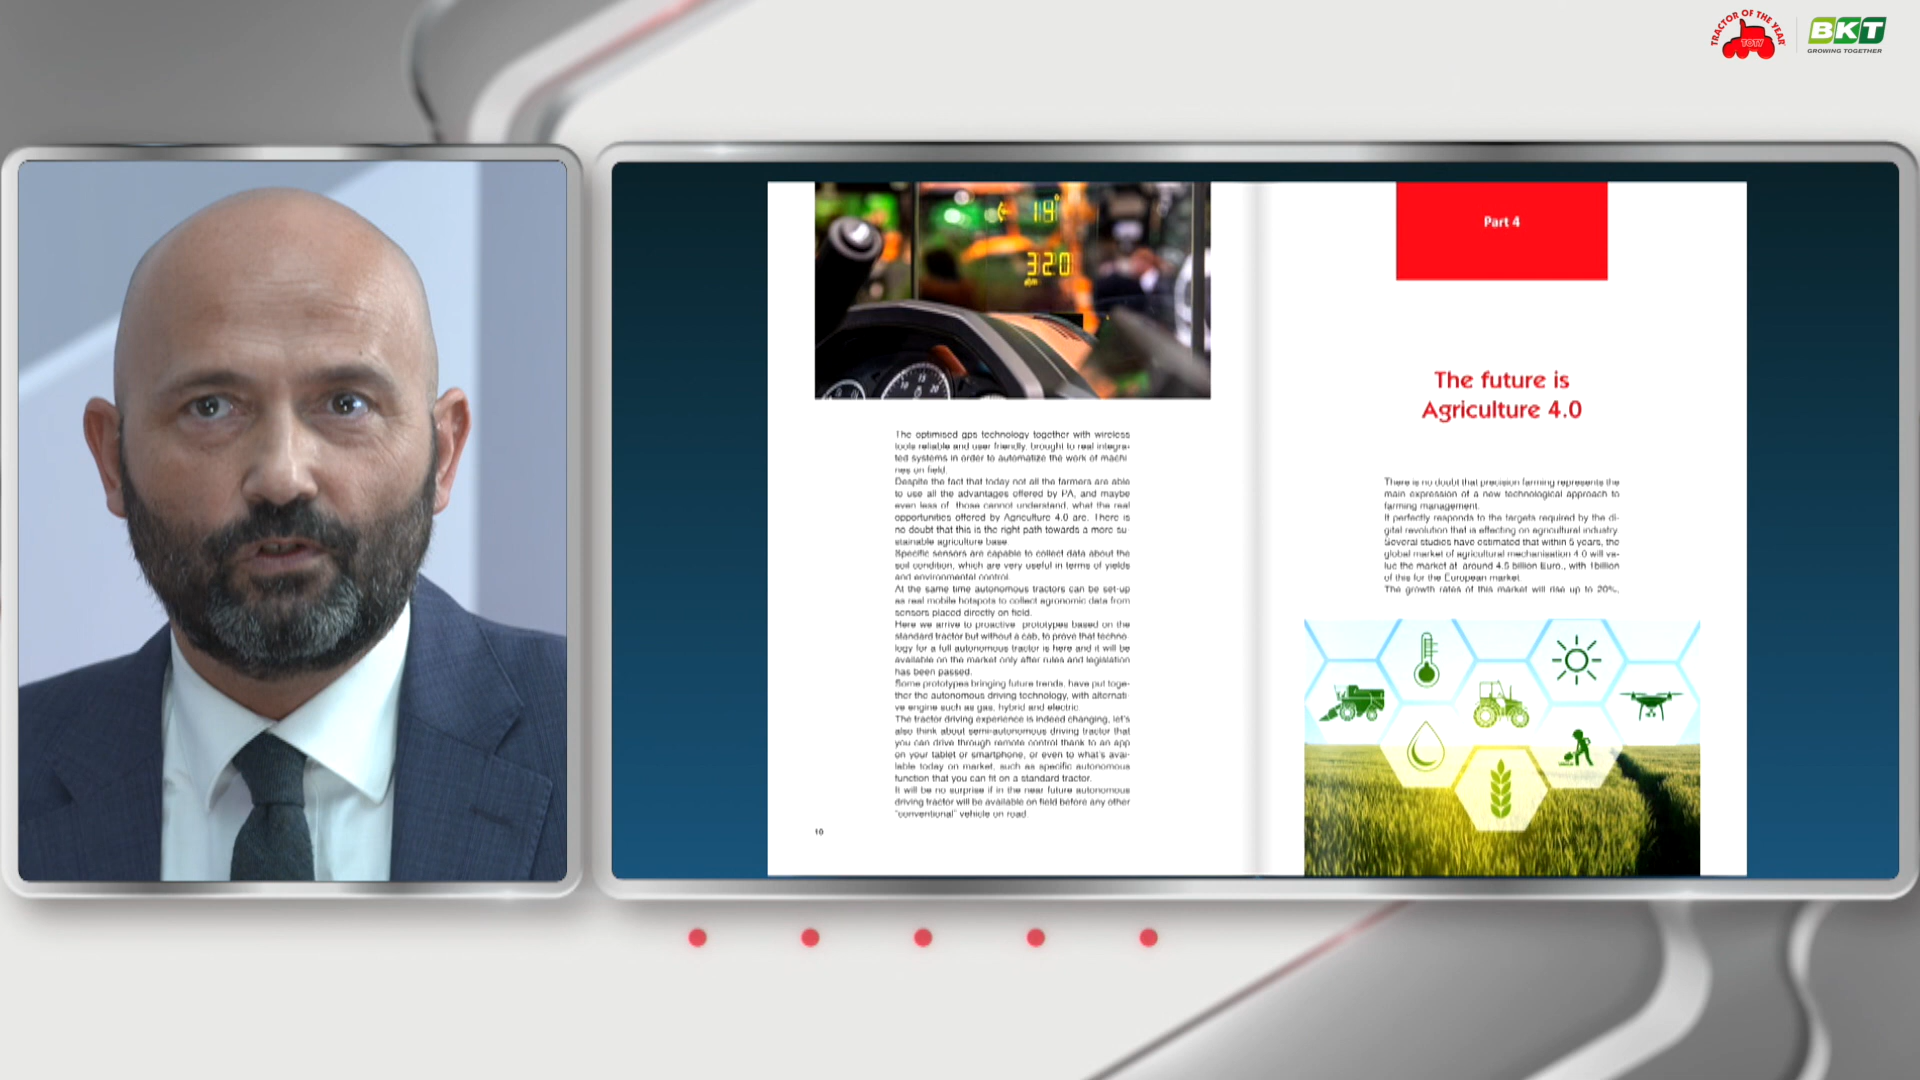 TRACTOR OF THE YEAR
TOTY
BKT
GROWING TOGETHER
19°
320
10 15 20
The optimised gps technology together with wireless
tools reliable and user friendly, brought to real integra-
ted systems in order to automatize the work of machi-
nes on field.
Despite the fact that today not all the farmers are able
to use all the advantages offered by PA, and maybe
even less of those cannot understand, what the real
opportunities offered by Agriculture 4.0 are. There is
no doubt that this is the right path towards a more su-
stainable agriculture base.
Specific sensors are capable to collect data about the
soil condition, which are very useful in terms of yields
and environmental control.
At the same time autonomous tractors can be set-up
as real mobile hotspots to collect agronomic data from
sensors placed directly on field.
Here we arrive to proactive prototypes based on the
standard tractor but without a cab, to prove that techno-
logy for a full autonomous tractor is here and it will be
available on the market only after rules and legislation
has been passed.
Some prototypes bringing future trends, have put toge-
ther the autonomous driving technology, with alternati-
ve engine such as gas, hybrid and electric.
The tractor driving experience is indeed changing, let's
also think about semi-autonomous driving tractor that
you can drive through remote control thank to an app
on your tablet or smartphone, or even to what's avai-
lable today on market, such as specific autonomous
function that you can fit on a standard tractor.
It will be no surprise if in the near future autonomous
driving tractor will be available on field before any other
"conventional" vehicle on road.
10
Part 4
The future is
Agriculture 4.0
There is no doubt that precision farming represents the
main expression of a new technological approach to
farming management.
It perfectly responds to the targets required by the di-
gital revolution that is effecting on agricultural industry.
Several studies have estimated that within 5 years, the
global market of agricultural mechanisation 4.0 will va-
lue the market at around 4.5 billion Euro., with 1billion
of this for the European market.
The growth rates of this market will rise up to 20%,